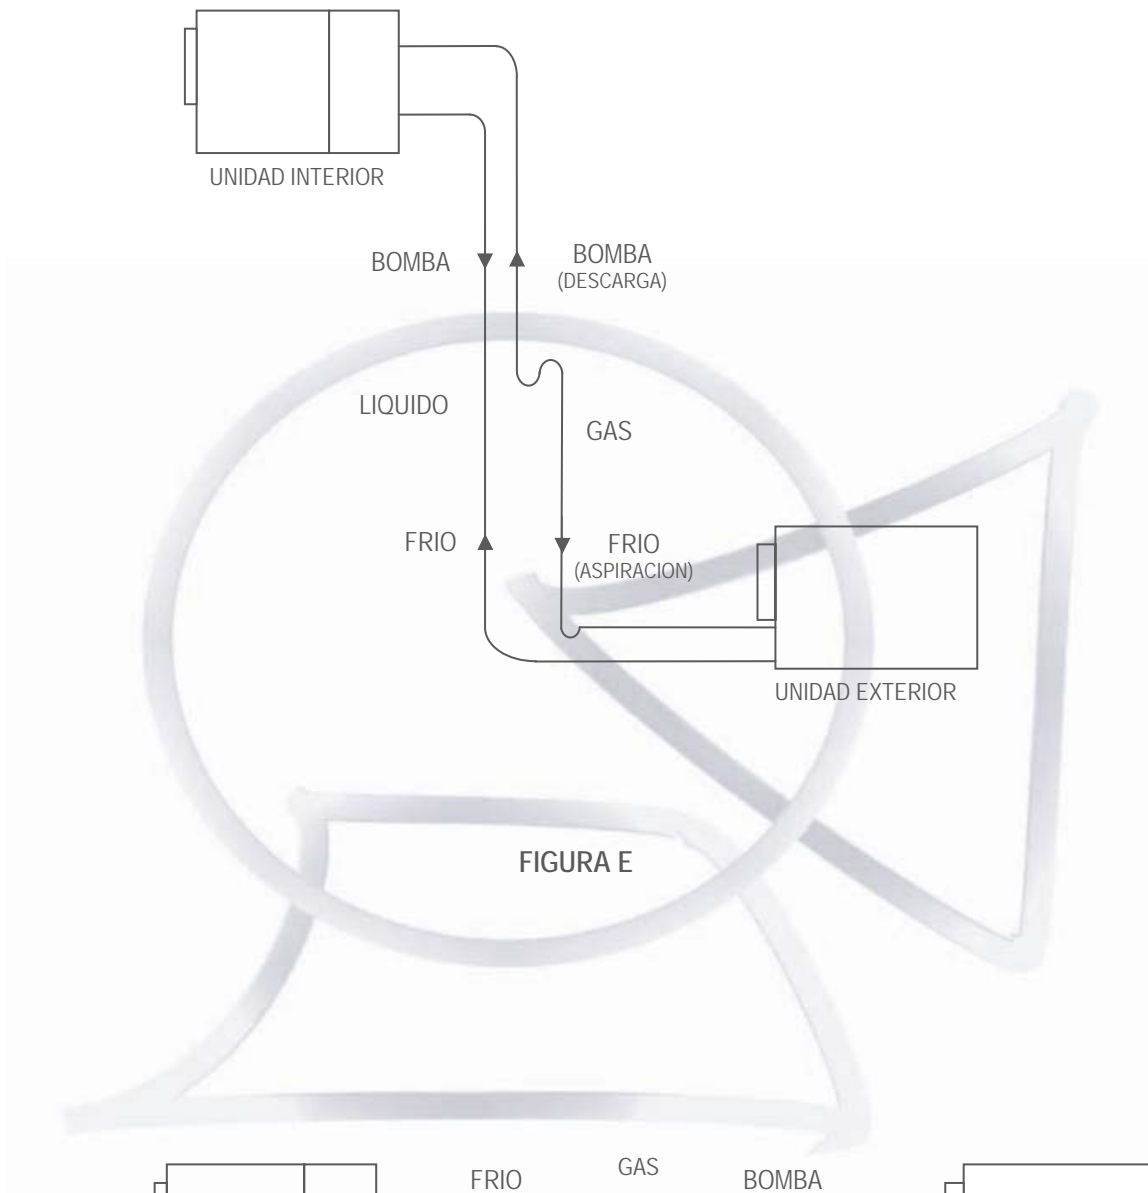 UNIDAD INTERIOR
BOMBA
BOMBA
(DESCARGA)
LIQUIDO
GAS
FRIO
FRIO
(ASPIRACION)
UNIDAD EXTERIOR
FIGURA E
FRIO
GAS
BOMBA